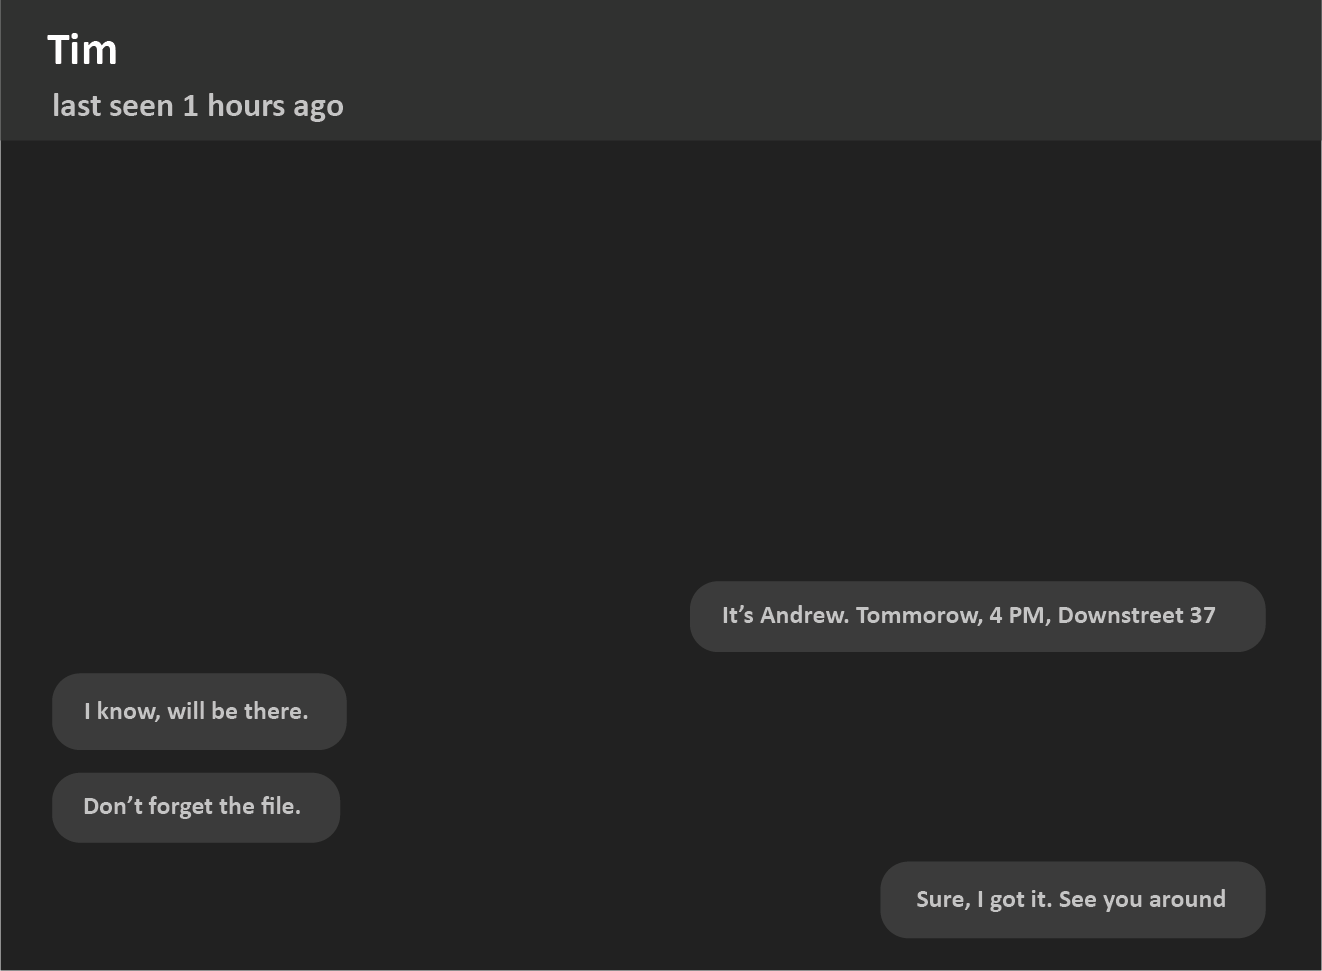 Tim
last seen 1 hours ago
It’s Andrew. Tommorow, 4 PM, Downstreet 37
I know, will be there.
Don’t forget the file.
Sure, I got it. See you around